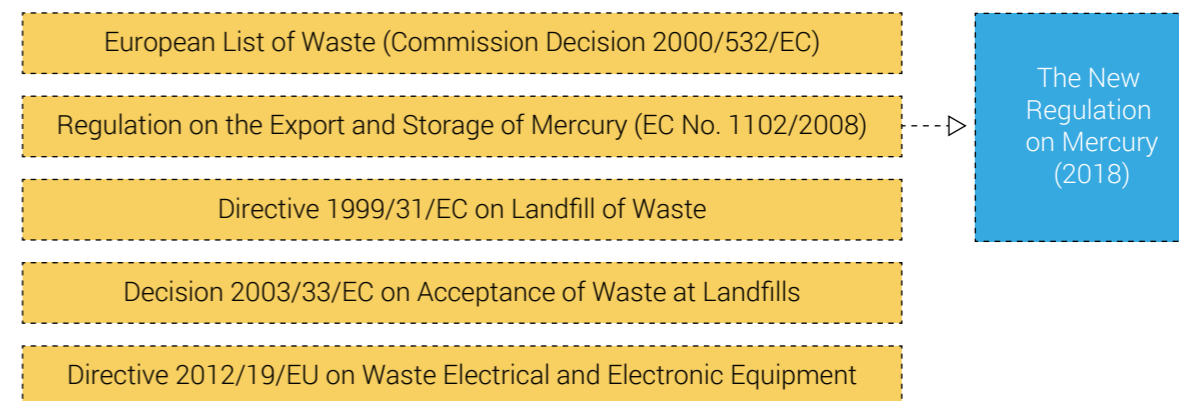 European List of Waste (Commission Decision 2000/532/EC)
Regulation on the Export and Storage of Mercury (EC No. 1102/2008)
Directive 1999/31/EC on Landfill of Waste
Decision 2003/33/EC on Acceptance of Waste at Landfills
Directive 2012/19/EU on Waste Electrical and Electronic Equipment
The New
Regulation
on Mercury
(2018)